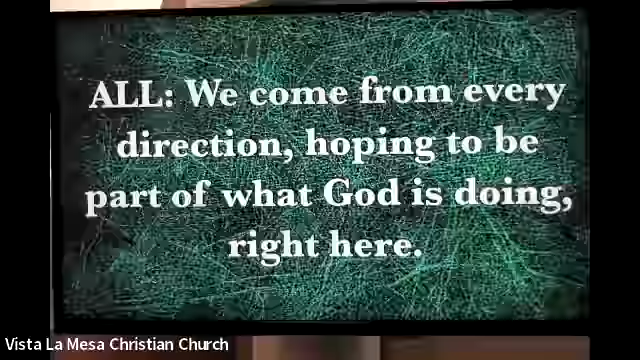 ALL: We come from every
direction, hoping to be
part of what God is doing,
right here.
Vista La Mesa Christian Church